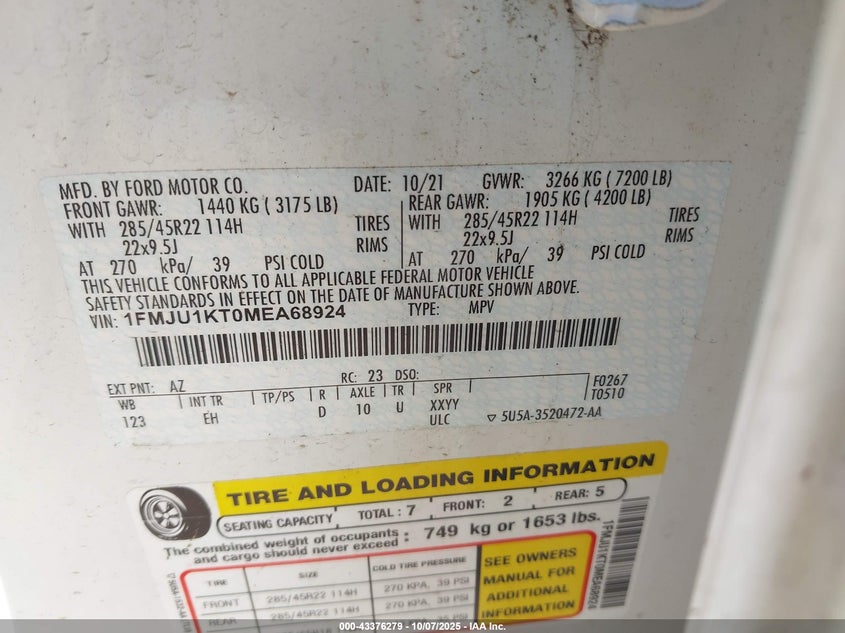 MFD. BY FORD MOTOR CO. DATE: 10/21 GVWR: 3266 KG ( 7200 LB)
FRONT GAWR: 1440 KG ( 3175 LB) REAR GAWR: 1905 KG ( 4200 LB)
WITH 285/45R22 114H TIRES WITH 285/45R22 114H TIRES
22x9.5J RIMS 22x9.5J RIMS
AT 270 kPa/ 39 PSI COLD AT 270 kPa/ 39 PSI COLD
THIS VEHICLE CONFORMS TO ALL APPLICABLE FEDERAL MOTOR VEHICLE
SAFETY STANDARDS IN EFFECT ON THE DATE OF MANUFACTURE SHOWN ABOVE.
VIN: 1FMJU1KT0MEA68924 TYPE: MPV
EXT PNT: AZ RC: 23 DSO: F0267
WB INT TR TP/PS R AXLE TR SPR T0510
123 EH D 10 U XXYY
ULC ▽ 5U5A-3520472-AA
TIRE AND LOADING INFORMATION
SEATING CAPACITY TOTAL : 7 FRONT: 2 REAR: 5
The combined weight of occupants and cargo should never exceed : 749 kg or 1653 lbs.
TIRE SIZE COLD TIRE PRESSURE
FRONT 285/45R22 114H 270 KPA, 39 PSI
REAR 285/45R22 114H 270 KPA, 39 PSI
SEE OWNERS
MANUAL FOR
ADDITIONAL
INFORMATION
1FMJU1KT0MEA68924
000-43376279 - 10/07/2025 - IAA Inc.